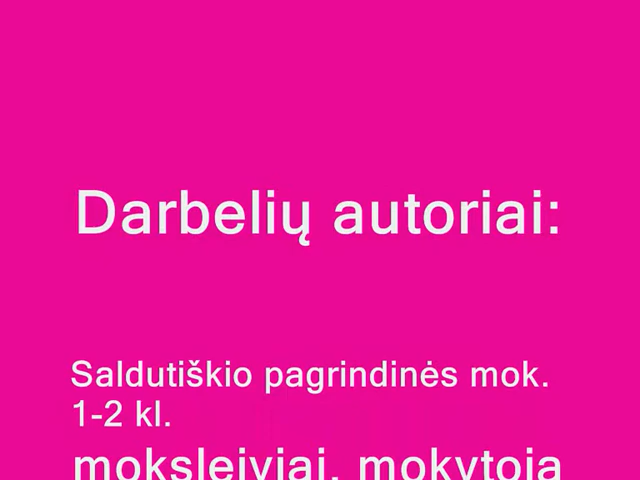 Darbelių autoriai:
Saldutiškio pagrindinės mok.
1-2 kl.
moksleiviai, mokytoja